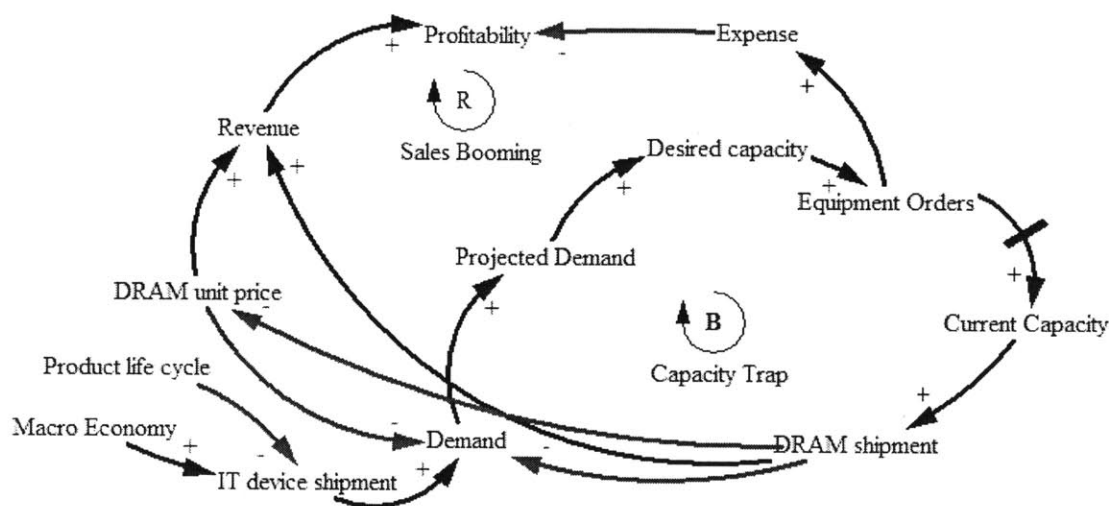 Profitability
Expense
+
-
+
R
Revenue
Sales Booming
Desired capacity
+
+
+
+
Equipment Orders
Projected Demand
+
DRAM unit price
-
+
B
Current Capacity
Product life cycle
Capacity Trap
+
Macro Economy
-
Demand
-
DRAM shipment
+
-
IT device shipment
+